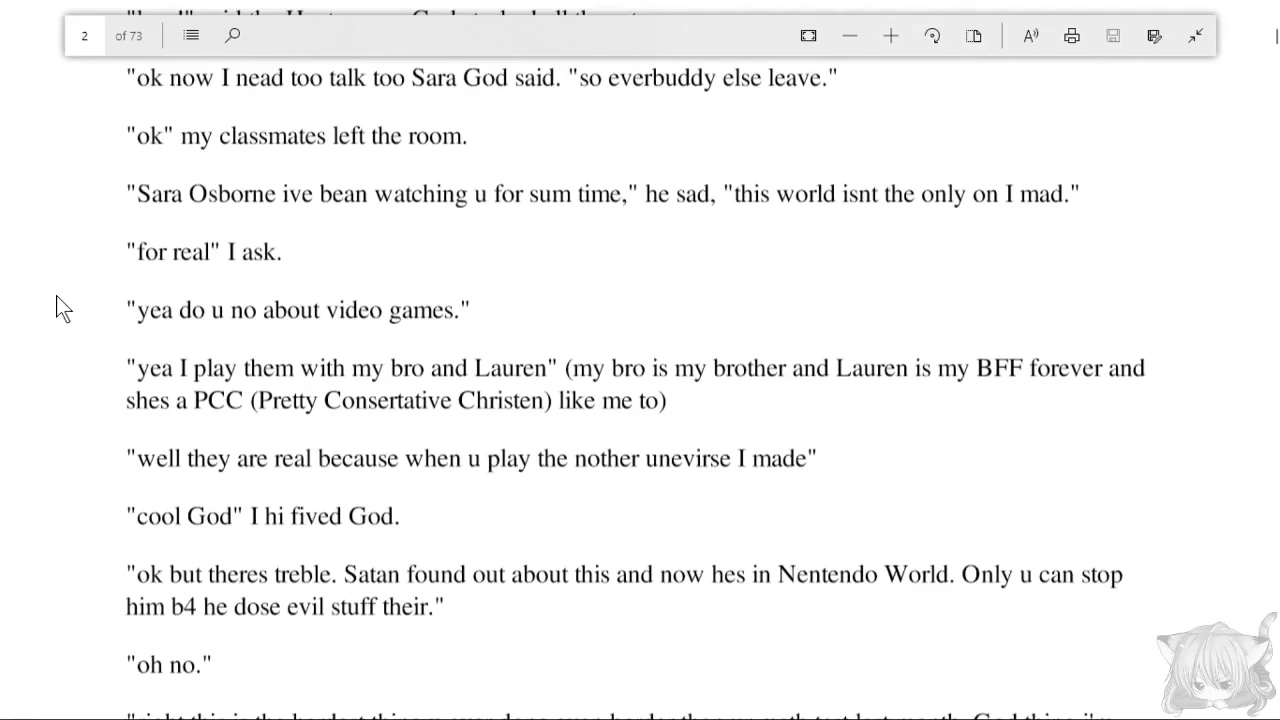 2 of 73
"ok now I nead too talk too Sara God said. "so everbuddy else leave."
"ok" my classmates left the room.
"Sara Osborne ive bean watching u for sum time," he sad, "this world isnt the only on I mad."
"for real" I ask.
"yea do u no about video games."
"yea I play them with my bro and Lauren" (my bro is my brother and Lauren is my BFF forever and
shes a PCC (Pretty Consertative Christen) like me to)
"well they are real because when u play the nother unevirse I made"
"cool God" I hi fived God.
"ok but theres treble. Satan found out about this and now hes in Nentendo World. Only u can stop
him b4 he dose evil stuff their."
"oh no."